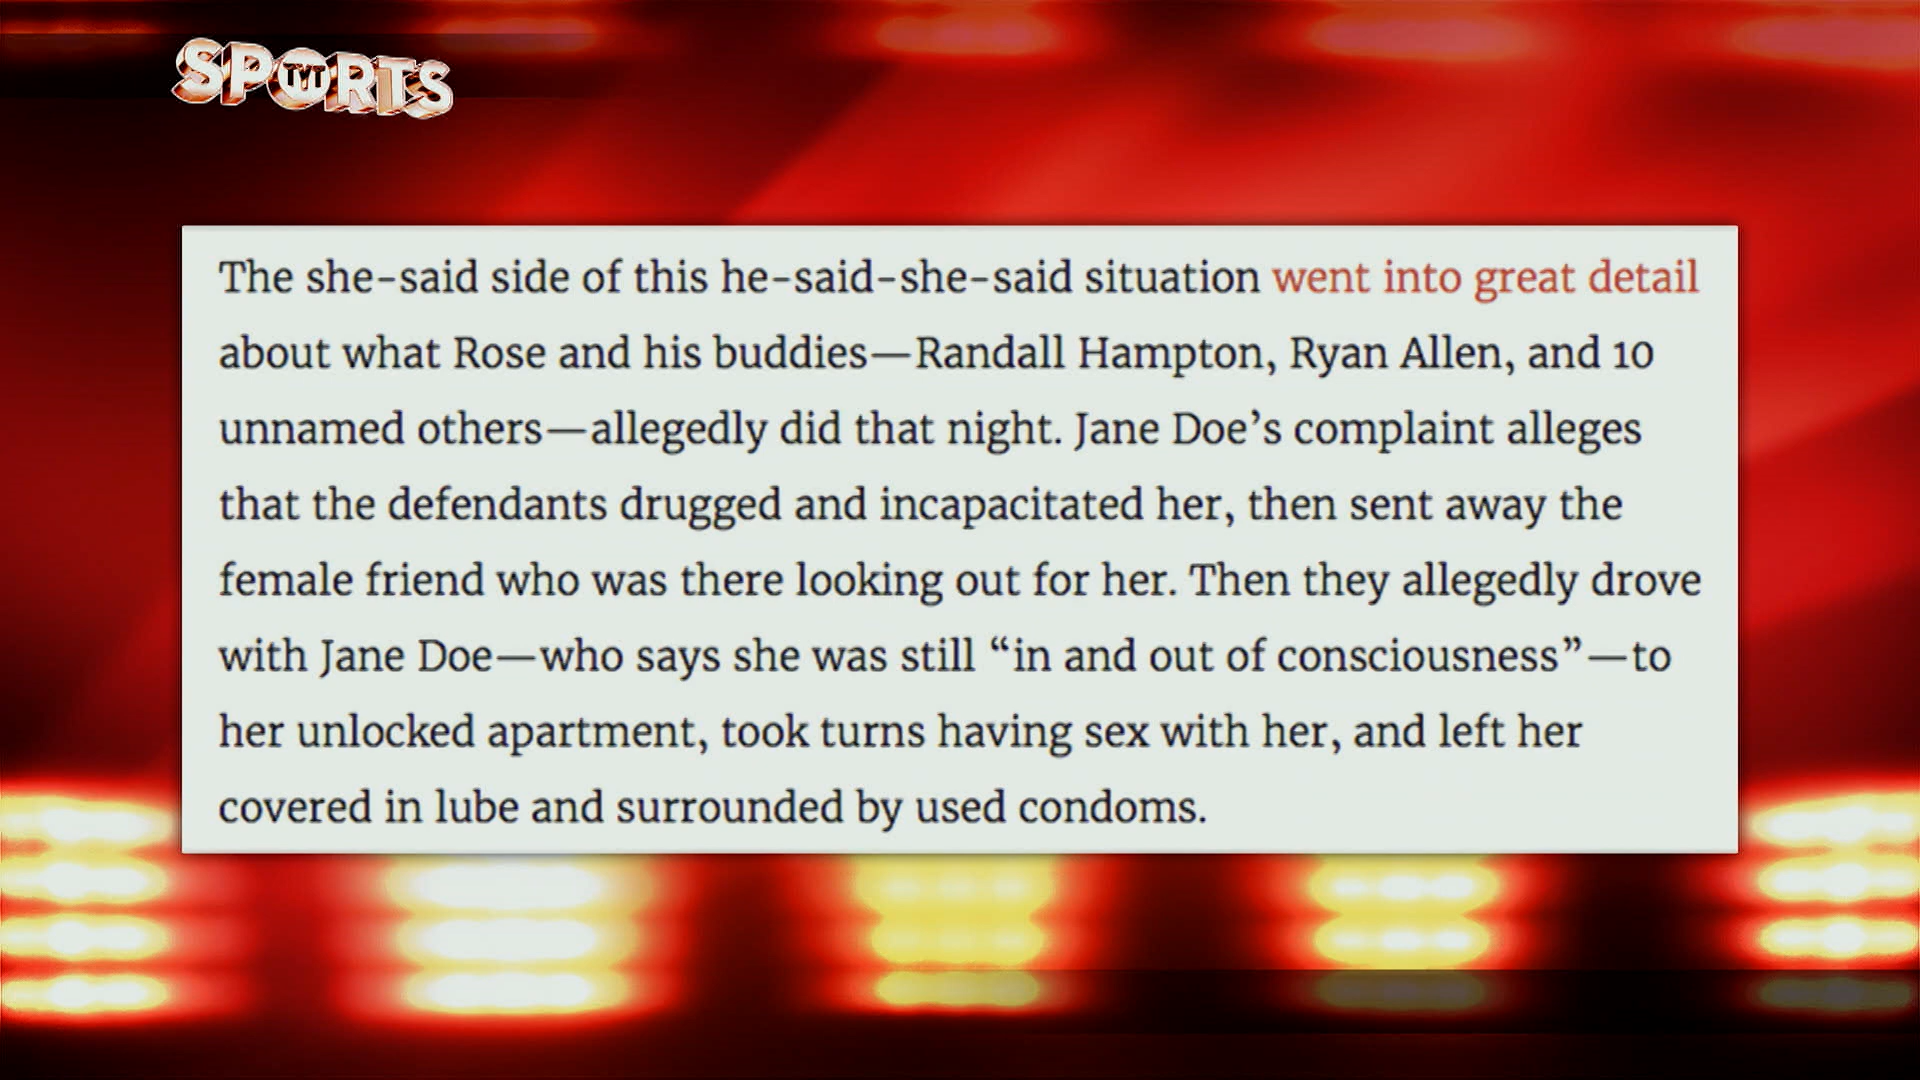 SPORTS
TYT
The she-said side of this he-said-she-said situation went into great detail
about what Rose and his buddies—Randall Hampton, Ryan Allen, and 10
unnamed others—allegedly did that night. Jane Doe’s complaint alleges
that the defendants drugged and incapacitated her, then sent away the
female friend who was there looking out for her. Then they allegedly drove
with Jane Doe—who says she was still “in and out of consciousness”—to
her unlocked apartment, took turns having sex with her, and left her
covered in lube and surrounded by used condoms.